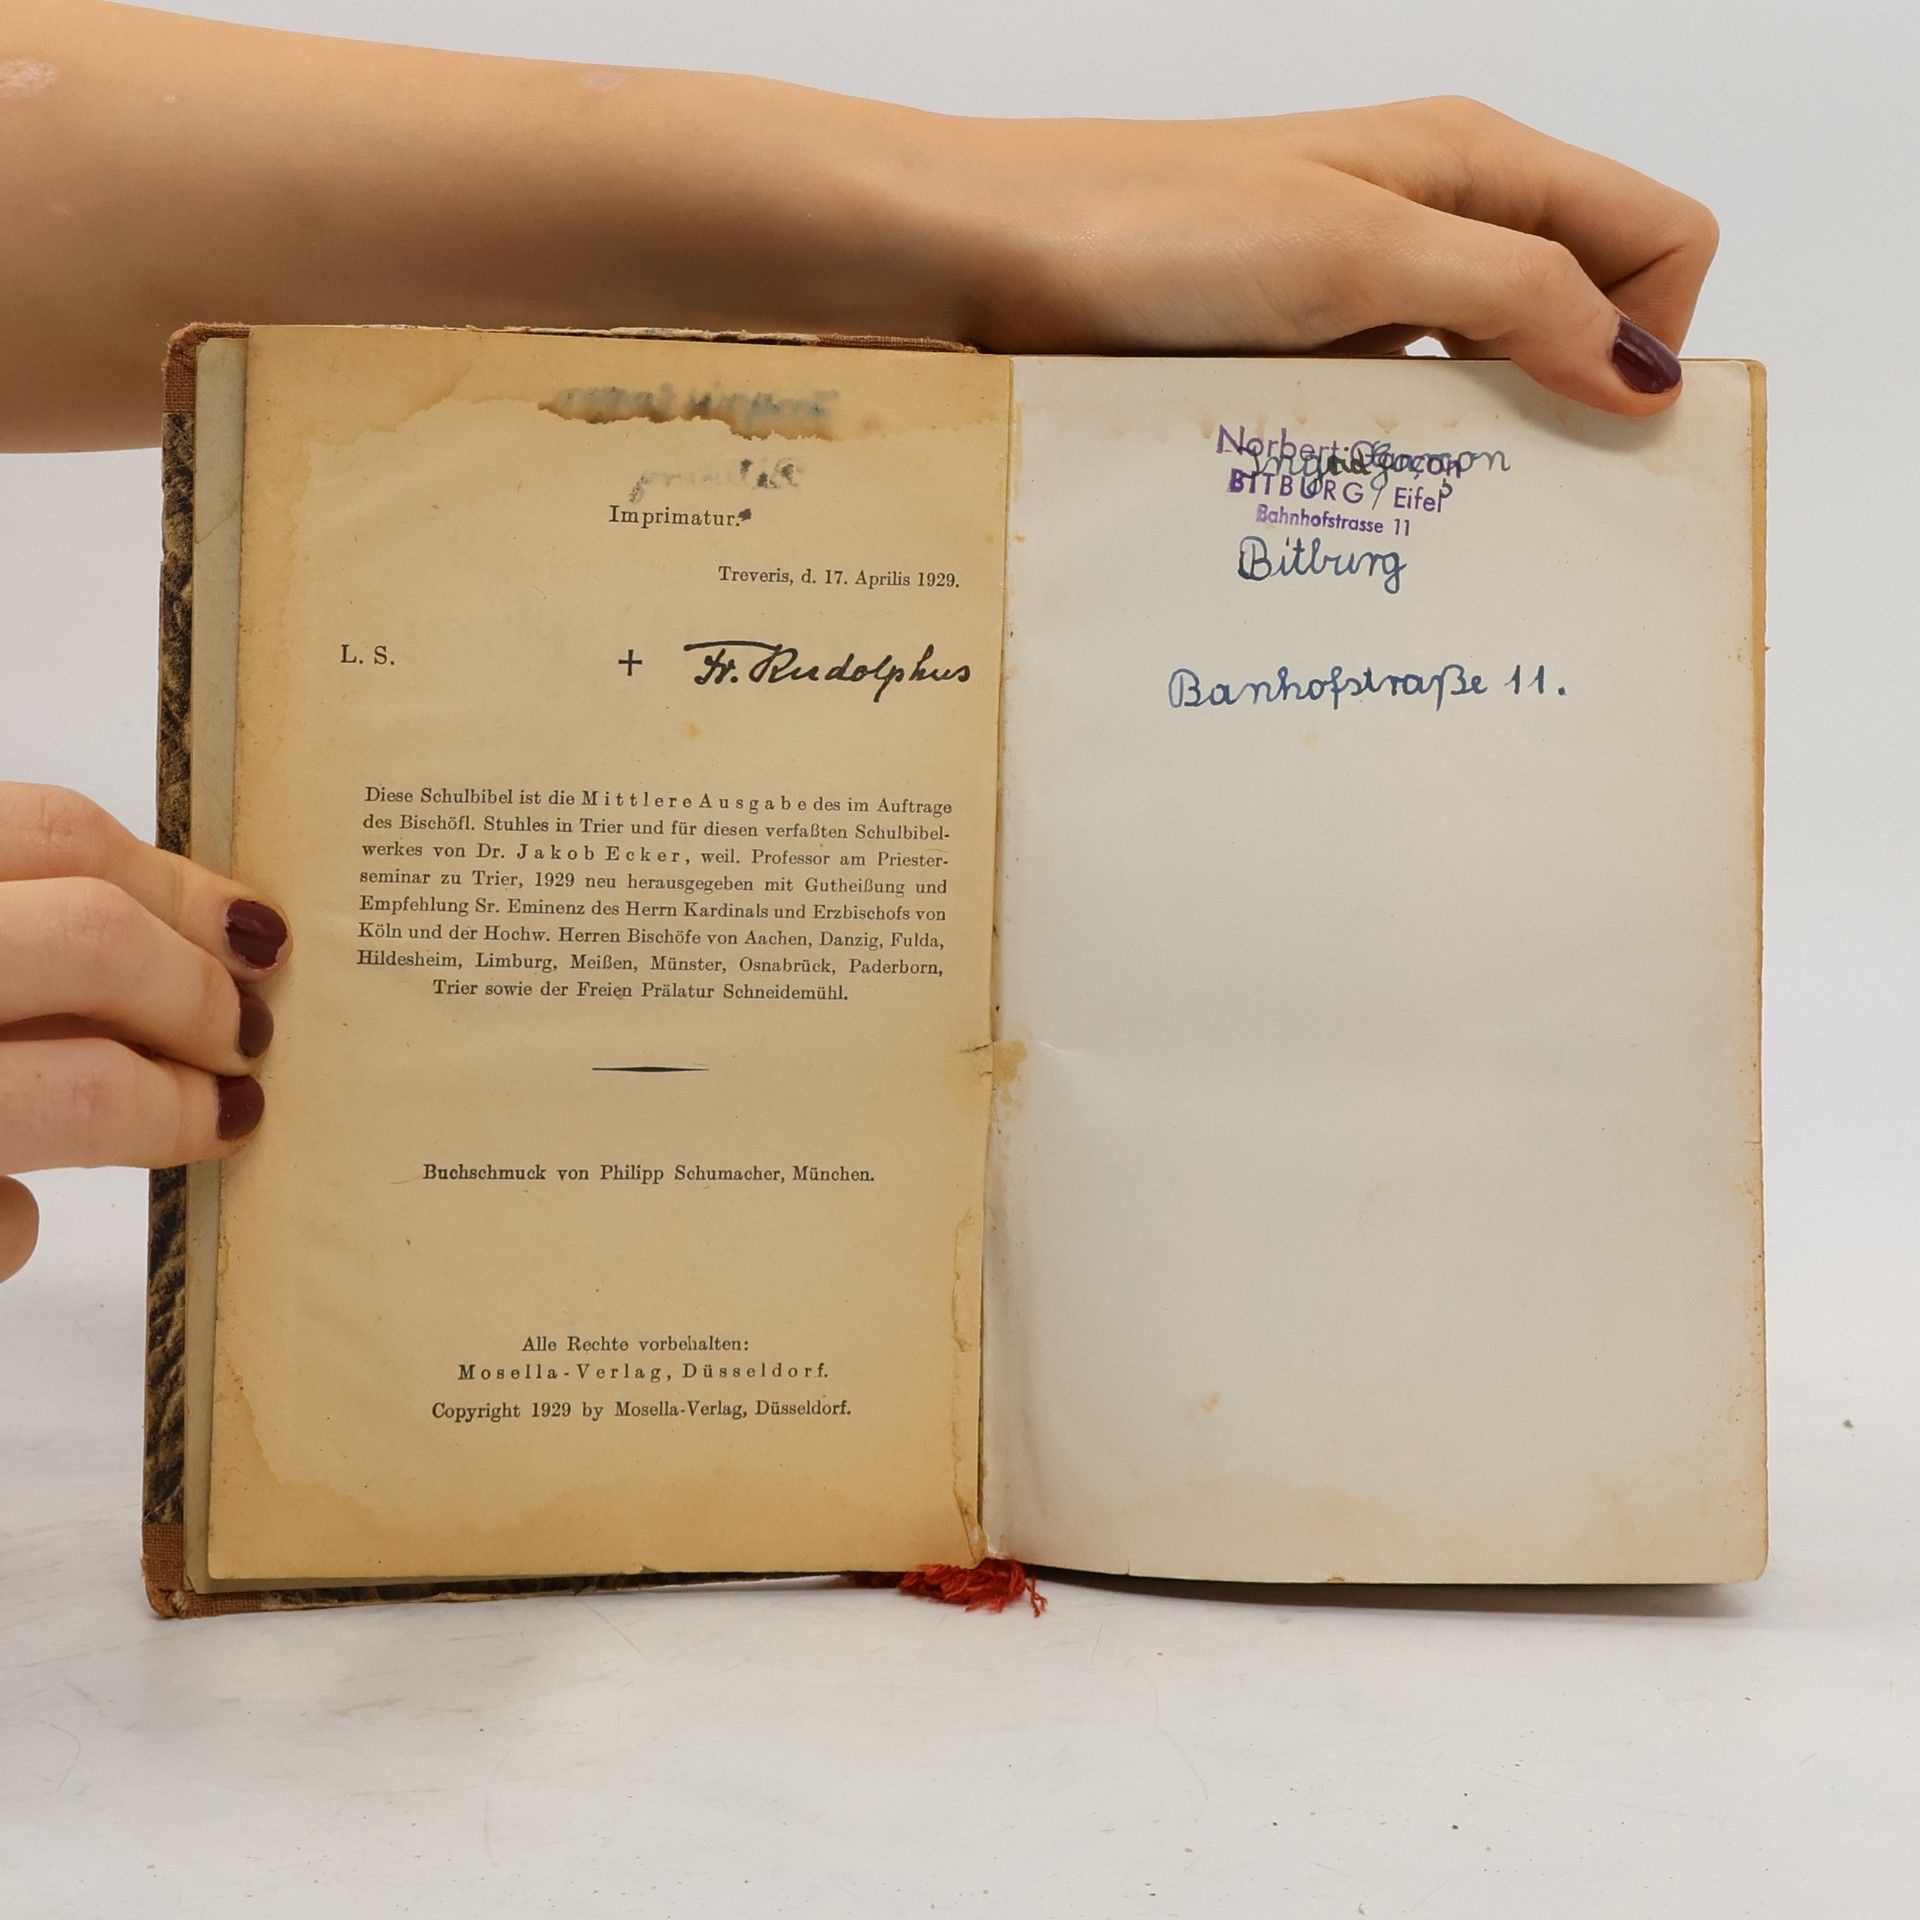 Imprimatur.
Treveris, d. 17. Aprilis 1929.
L. S. + Fr. Rudolphus
Diese Schulbibel ist die Mittlere Ausgabe des im Auftrage
des Bischöfl. Stuhles in Trier und für diesen verfaßten Schulbibel-
werkes von Dr. Jakob Ecker, weil. Professor am Priester-
seminar zu Trier, 1929 neu herausgegeben mit Gutheißung und
Empfehlung Sr. Eminenz des Herrn Kardinals und Erzbischofs von
Köln und der Hochw. Herren Bischöfe von Aachen, Danzig, Fulda,
Hildesheim, Limburg, Meißen, Münster, Osnabrück, Paderborn,
Trier sowie der Freien Prälatur Schneidemühl.
Buchschmuck von Philipp Schumacher, München.
Alle Rechte vorbehalten:
Mosella-Verlag, Düsseldorf.
Copyright 1929 by Mosella-Verlag, Düsseldorf.
Norbert Garçon
Ingrid Garçon
BITBURG / Eifel
Bahnhofstrasse 11
Bitburg
Banhofstraße 11.